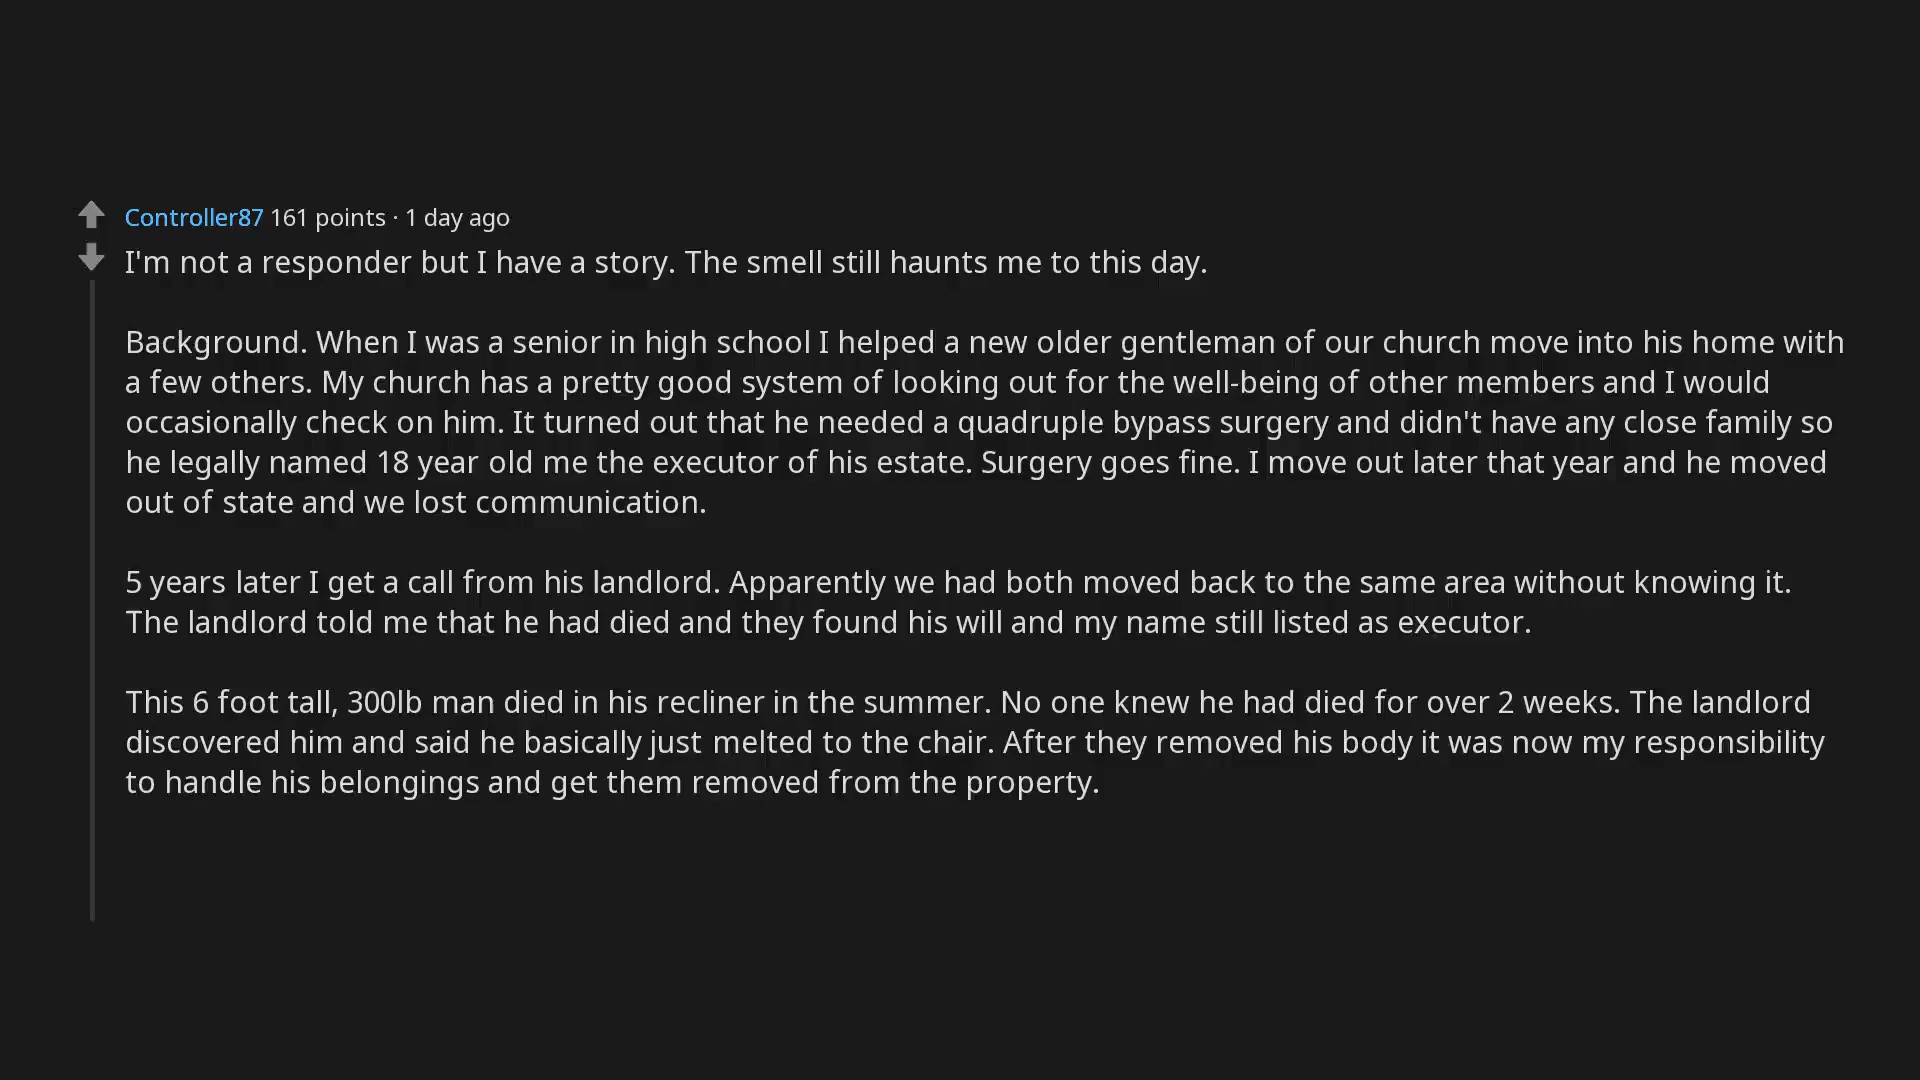 Controller87 161 points · 1 day ago
I'm not a responder but I have a story. The smell still haunts me to this day.
Background. When I was a senior in high school I helped a new older gentleman of our church move into his home with
a few others. My church has a pretty good system of looking out for the well-being of other members and I would
occasionally check on him. It turned out that he needed a quadruple bypass surgery and didn't have any close family so
he legally named 18 year old me the executor of his estate. Surgery goes fine. I move out later that year and he moved
out of state and we lost communication.
5 years later I get a call from his landlord. Apparently we had both moved back to the same area without knowing it.
The landlord told me that he had died and they found his will and my name still listed as executor.
This 6 foot tall, 300lb man died in his recliner in the summer. No one knew he had died for over 2 weeks. The landlord
discovered him and said he basically just melted to the chair. After they removed his body it was now my responsibility
to handle his belongings and get them removed from the property.